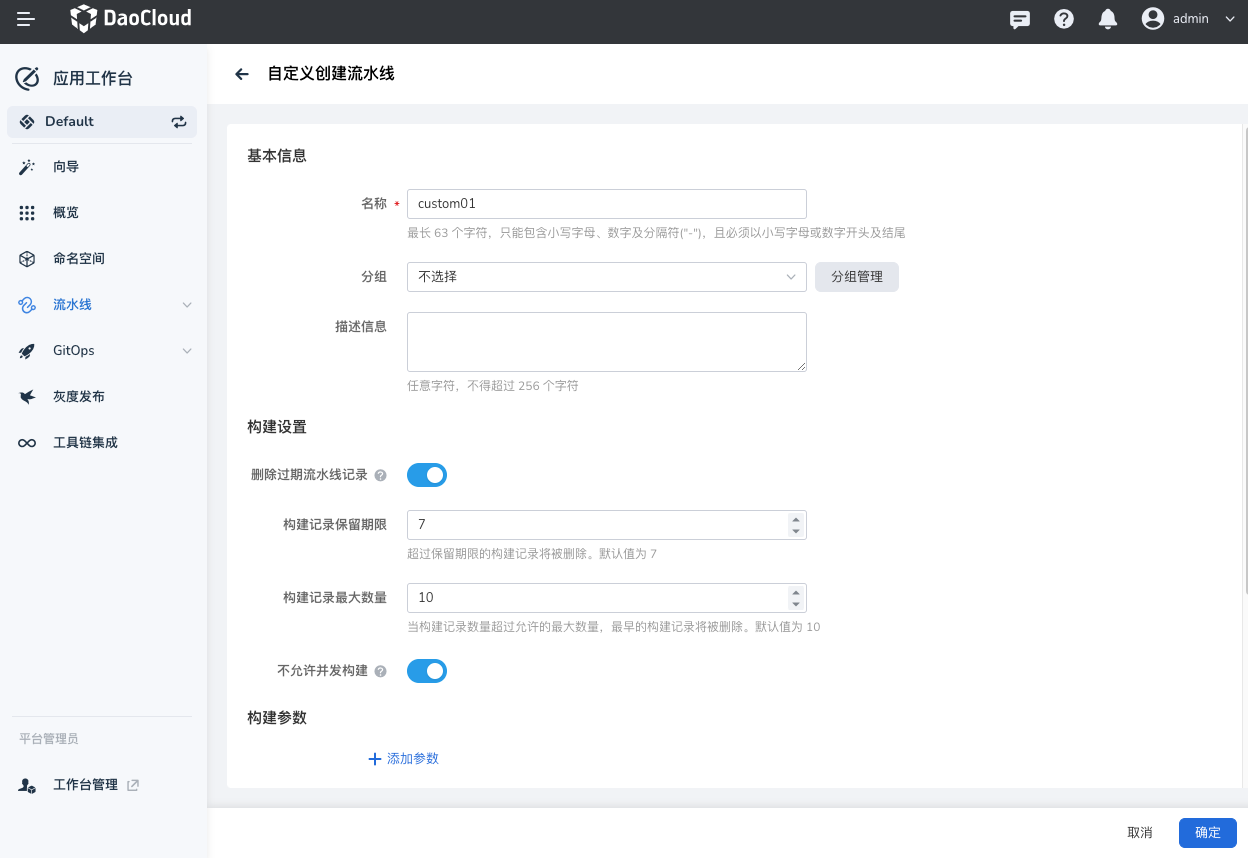 DaoCloud
admin
应用工作台
Default
向导
概览
命名空间
流水线
GitOps
灰度发布
工具链集成
平台管理员
工作台管理
自定义创建流水线
基本信息
名称 * custom01
最长 63 个字符，只能包含小写字母、数字及分隔符("-")，且必须以小写字母或数字开头及结尾
分组 不选择 分组管理
描述信息
任意字符，不得超过 256 个字符
构建设置
删除过期流水线记录
构建记录保留期限 7
超过保留期限的构建记录将被删除。默认值为 7
构建记录最大数量 10
当构建记录数量超过允许的最大数量，最早的构建记录将被删除。默认值为 10
不允许并发构建
构建参数
添加参数
取消 确定